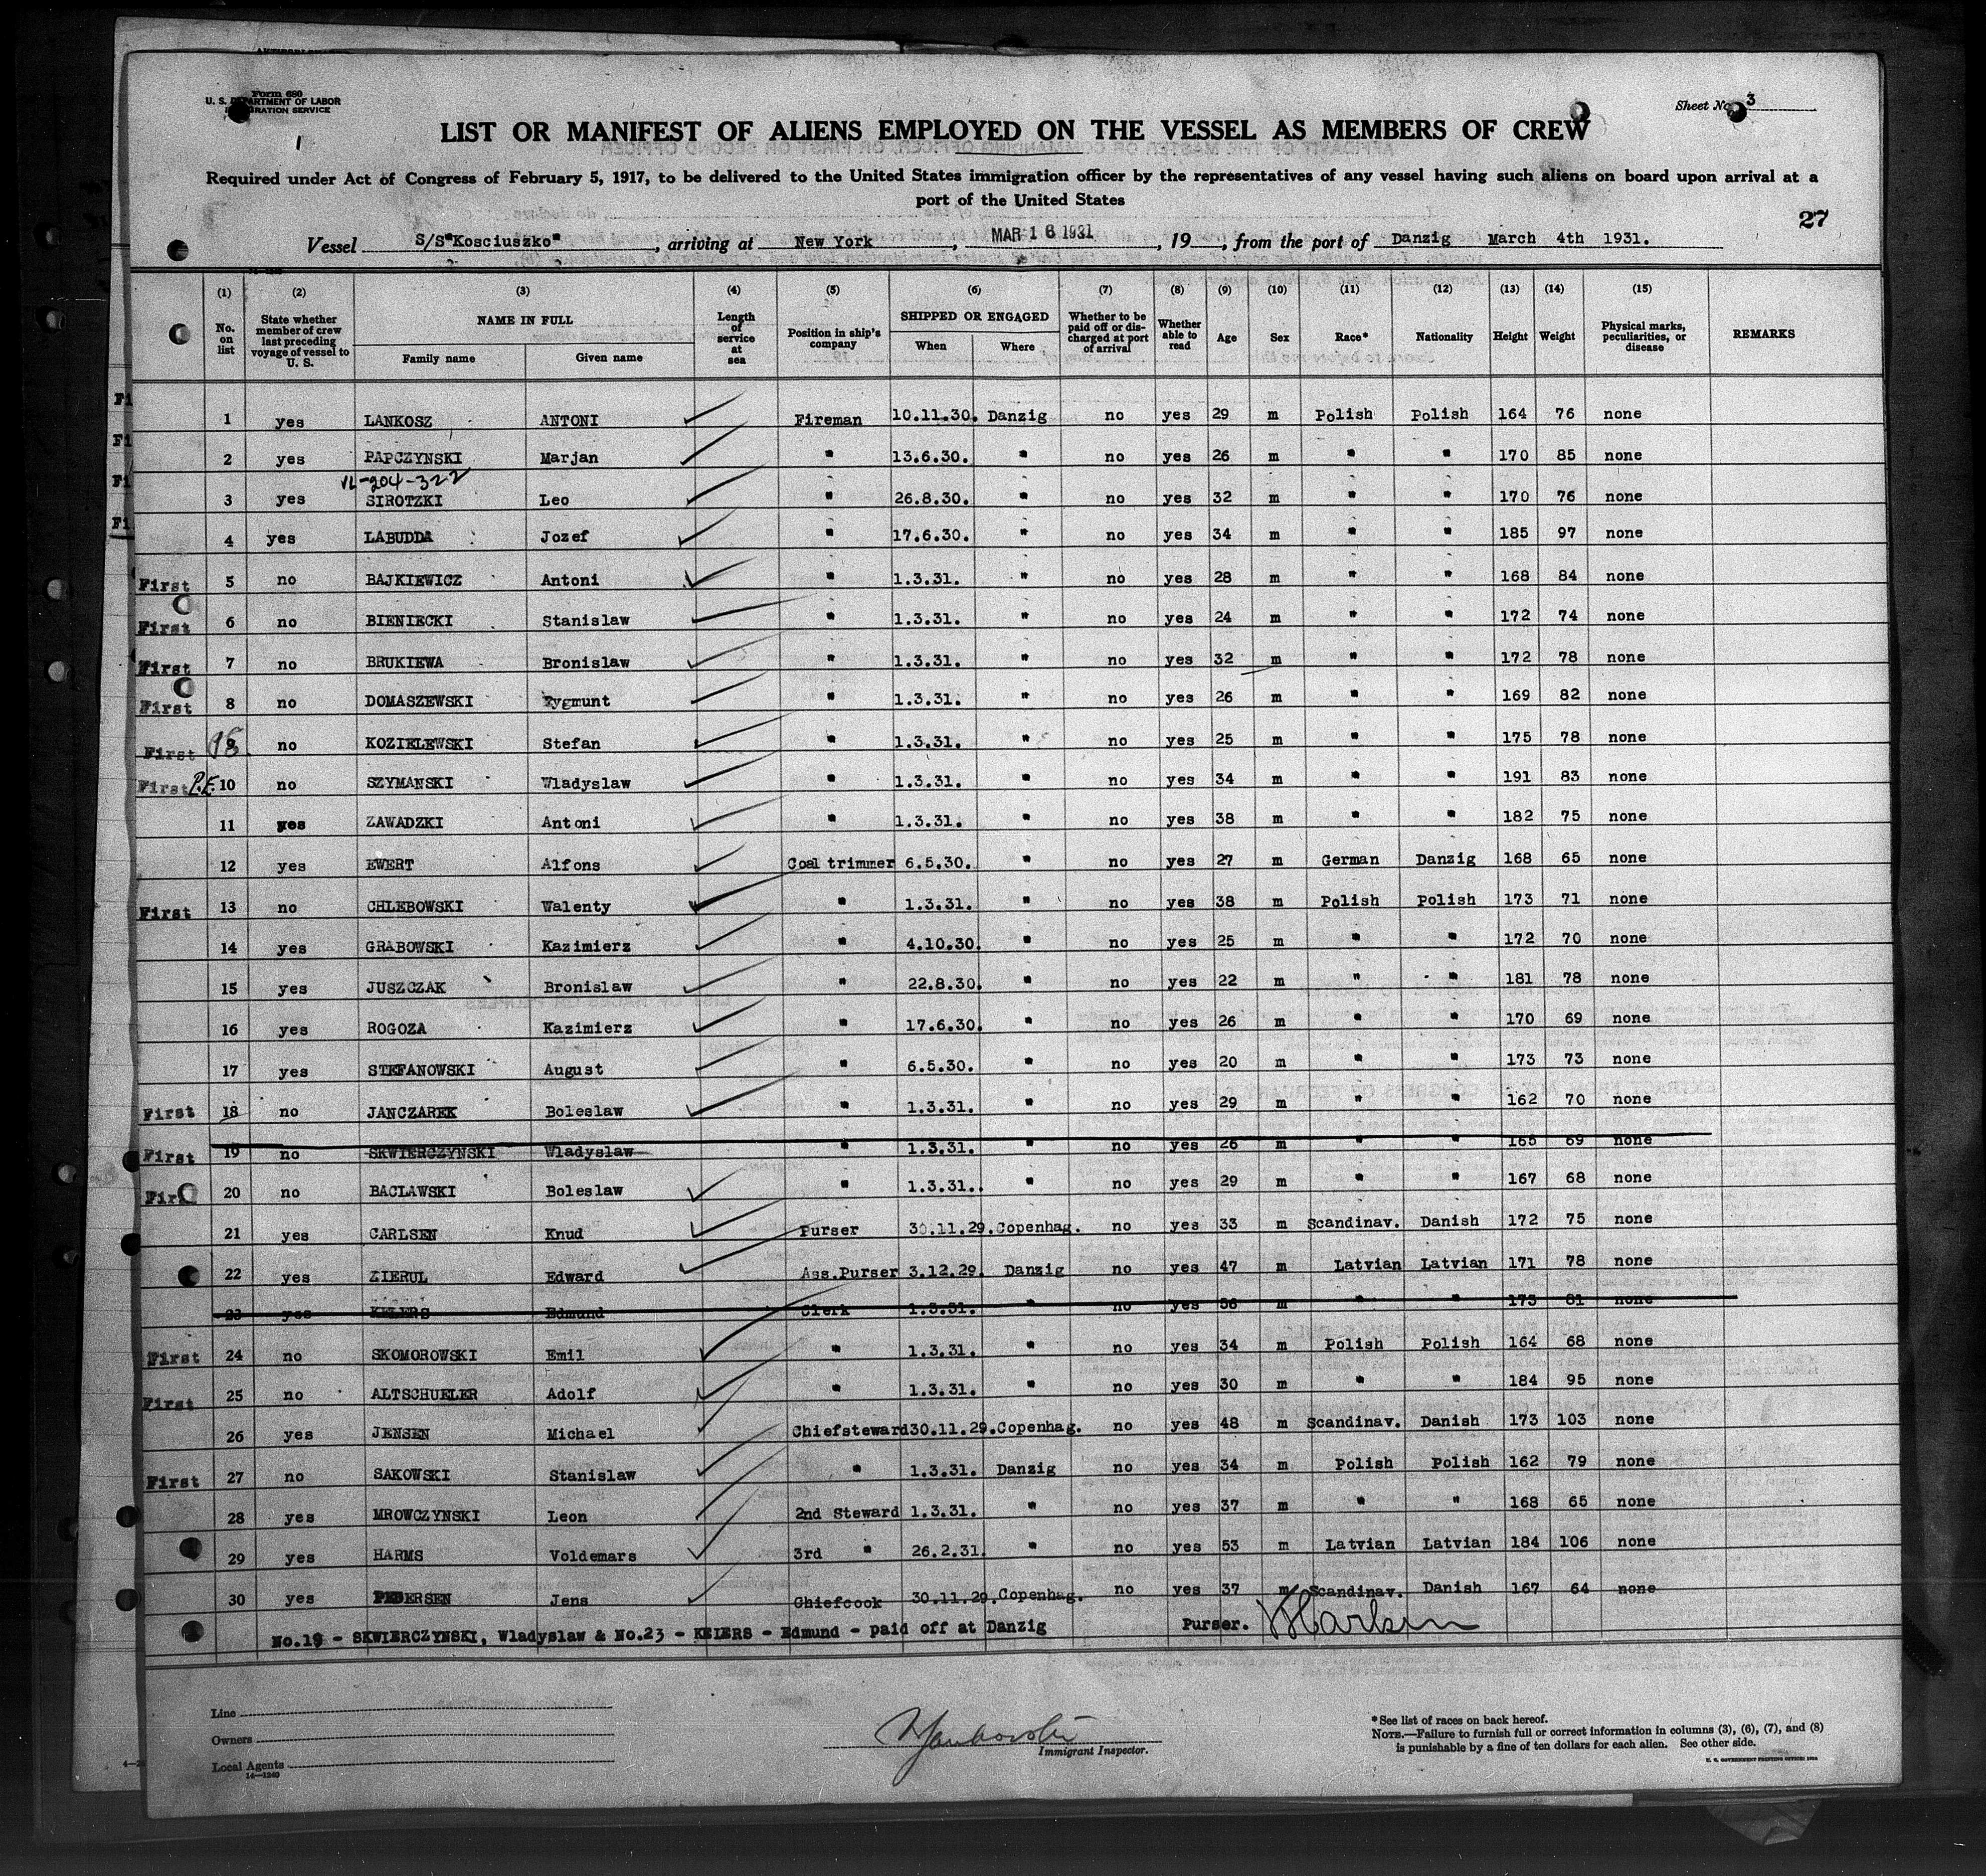 Form 680
U. S. DEPARTMENT OF LABOR
IMMIGRATION SERVICE
Sheet No. 3
LIST OR MANIFEST OF ALIENS EMPLOYED ON THE VESSEL AS MEMBERS OF CREW
Required under Act of Congress of February 5, 1917, to be delivered to the United States immigration officer by the representatives of any vessel having such aliens on board upon arrival at a
port of the United States
27
Vessel S/S"Kosciuszko", arriving at New York, MAR 16 1931, 19 , from the port of Danzig March 4th 1931.
(1) (2) (3) (4) (5) (6) (7) (8) (9) (10) (11) (12) (13) (14) (15)
No. on list State whether member of crew last preceding voyage of vessel to U. S. NAME IN FULL Family name Given name Length of service at sea Position in ship's company SHIPPED OR ENGAGED When Where Whether to be paid off or discharged at port of arrival Whether able to read Age Sex Race* Nationality Height Weight Physical marks, peculiarities, or disease REMARKS
1 yes LANKOSZ ANTONI Fireman 10.11.30. Danzig no yes 29 m Polish Polish 164 76 none
2 yes PAPCZYNSKI Marjan " 13.6.30. " no yes 26 m " " 170 85 none
VL-204-322
3 yes SIROTZKI Leo " 26.8.30. " no yes 32 m " " 170 76 none
4 yes LABUDDA Jozef " 17.6.30. " no yes 34 m " " 185 97 none
First 5 no BAJKIEWICZ Antoni " 1.3.31. " no yes 28 m " " 168 84 none
First 6 no BIENIECKI Stanislaw " 1.3.31. " no yes 24 m " " 172 74 none
First 7 no BRUKIEWA Bronislaw " 1.3.31. " no yes 32 m " " 172 78 none
First 8 no DOMASZEWSKI Zygmunt " 1.3.31. " no yes 26 m " " 169 82 none
First 9 no KOZIELEWSKI Stefan " 1.3.31. " no yes 25 m " " 175 78 none
First P.E. 10 no SZYMANSKI Wladyslaw " 1.3.31. " no yes 34 m " " 191 83 none
11 yes ZAWADZKI Antoni " 1.3.31. " no yes 38 m " " 182 75 none
12 yes EWERT Alfons Coal trimmer 6.5.30. " no yes 27 m German Danzig 168 65 none
First 13 no CHLEBOWSKI Walenty " 1.3.31. " no yes 38 m Polish Polish 173 71 none
14 yes GRABOWSKI Kazimierz " 4.10.30. " no yes 25 m " " 172 70 none
15 yes JUSZCZAK Bronislaw " 22.8.30. " no yes 22 m " " 181 78 none
16 yes ROGOZA Kazimierz " 17.6.30. " no yes 26 m " " 170 69 none
17 yes STEFANOWSKI August " 6.5.30. " no yes 20 m " " 173 73 none
First 18 no JANCZAREK Boleslaw " 1.3.31. " no yes 29 m " " 162 70 none
First 19 no SKWIERCZYNSKI Wladyslaw " 1.3.31. " no yes 26 m " " 165 69 none
First 20 no BACLAWSKI Boleslaw " 1.3.31. " no yes 29 m " " 167 68 none
21 yes CARLSEN Knud Purser 30.11.29. Copenhag. no yes 33 m Scandinav. Danish 172 75 none
22 yes ZIERUL Edward Ass.Purser 3.12.29. Danzig no yes 47 m Latvian Latvian 171 78 none
23 yes KEIERS Edmund Clerk 1.3.31. " no yes 36 m " " 173 81 none
First 24 no SKOMOROWSKI Emil " 1.3.31. " no yes 34 m Polish Polish 164 68 none
First 25 no ALTSCHUELER Adolf " 1.3.31. " no yes 30 m " " 184 95 none
26 yes JENSEN Michael Chiefsteward 30.11.29. Copenhag. no yes 48 m Scandinav. Danish 173 103 none
First 27 no SAKOWSKI Stanislaw " 1.3.31. Danzig no yes 34 m Polish Polish 162 79 none
28 yes MROWCZYNSKI Leon 2nd Steward 1.3.31. " no yes 37 m " " 168 65 none
29 yes HARMS Voldemars 3rd " 26.2.31. " no yes 53 m Latvian Latvian 184 106 none
30 yes PEDERSEN Jens Chiefcook 30.11.29. Copenhag. no yes 37 m Scandinav. Danish 167 64 none
No.19 - SKWIERCZYNSKI, Wladyslaw & No.23 - KEIERS - Edmund - paid off at Danzig Purser. KCarlsen
Line
Owners
Local Agents
14—1240
Immigrant Inspector.
*See list of races on back hereof.
NOTE.—Failure to furnish full or correct information in columns (3), (6), (7), and (8)
is punishable by a fine of ten dollars for each alien. See other side.